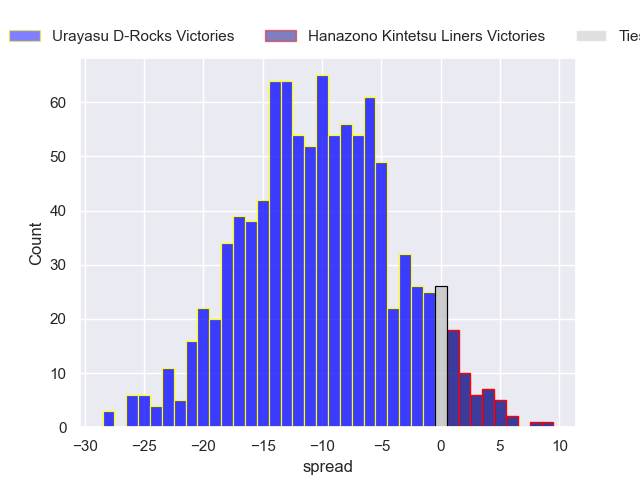 Urayasu D-Rocks Victories Hanazono Kintetsu Liners Victories Ties
60
50
40
30
20
10
0
Count
−30 −25 −20 −15 −10 −5 0 5 10
spread